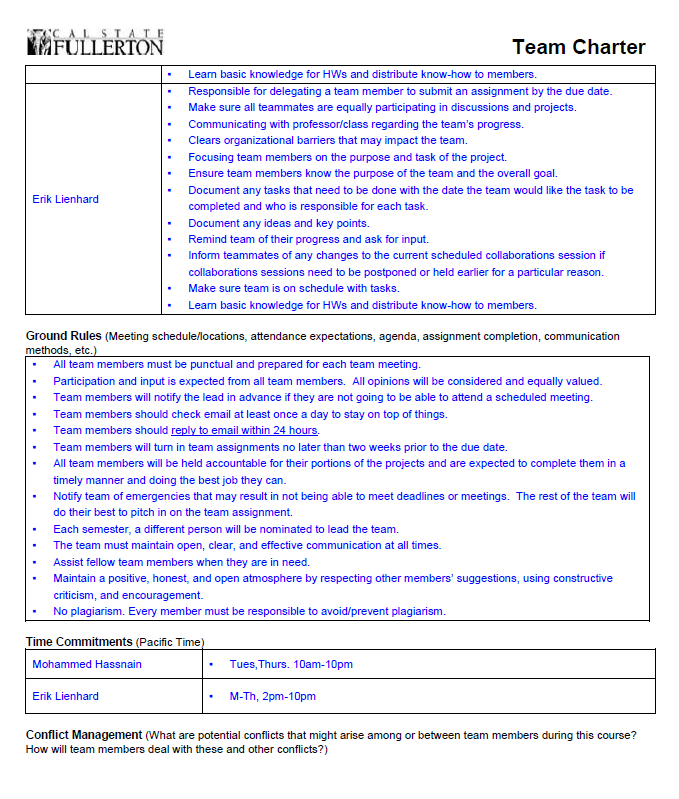 CAL STATE
FULLERTON
Team Charter
▪ Learn basic knowledge for HWs and distribute know-how to members.
Erik Lienhard
▪ Responsible for delegating a team member to submit an assignment by the due date.
▪ Make sure all teammates are equally participating in discussions and projects.
▪ Communicating with professor/class regarding the team's progress.
▪ Clears organizational barriers that may impact the team.
▪ Focusing team members on the purpose and task of the project.
▪ Ensure team members know the purpose of the team and the overall goal.
▪ Document any tasks that need to be done with the date the team would like the task to be
completed and who is responsible for each task.
▪ Document any ideas and key points.
▪ Remind team of their progress and ask for input.
▪ Inform teammates of any changes to the current scheduled collaborations session if
collaborations sessions need to be postponed or held earlier for a particular reason.
▪ Make sure team is on schedule with tasks.
▪ Learn basic knowledge for HWs and distribute know-how to members.
Ground Rules (Meeting schedule/locations, attendance expectations, agenda, assignment completion, communication
methods, etc.)
▪ All team members must be punctual and prepared for each team meeting.
▪ Participation and input is expected from all team members.  All opinions will be considered and equally valued.
▪ Team members will notify the lead in advance if they are not going to be able to attend a scheduled meeting.
▪ Team members should check email at least once a day to stay on top of things.
▪ Team members should reply to email within 24 hours.
▪ Team members will turn in team assignments no later than two weeks prior to the due date.
▪ All team members will be held accountable for their portions of the projects and are expected to complete them in a
timely manner and doing the best job they can.
▪ Notify team of emergencies that may result in not being able to meet deadlines or meetings.  The rest of the team will
do their best to pitch in on the team assignment.
▪ Each semester, a different person will be nominated to lead the team.
▪ The team must maintain open, clear, and effective communication at all times.
▪ Assist fellow team members when they are in need.
▪ Maintain a positive, honest, and open atmosphere by respecting other members' suggestions, using constructive
criticism, and encouragement.
▪ No plagiarism. Every member must be responsible to avoid/prevent plagiarism.
Time Commitments (Pacific Time)
Mohammed Hassnain ▪ Tues,Thurs. 10am-10pm
Erik Lienhard ▪ M-Th, 2pm-10pm
Conflict Management (What are potential conflicts that might arise among or between team members during this course?
How will team members deal with these and other conflicts?)